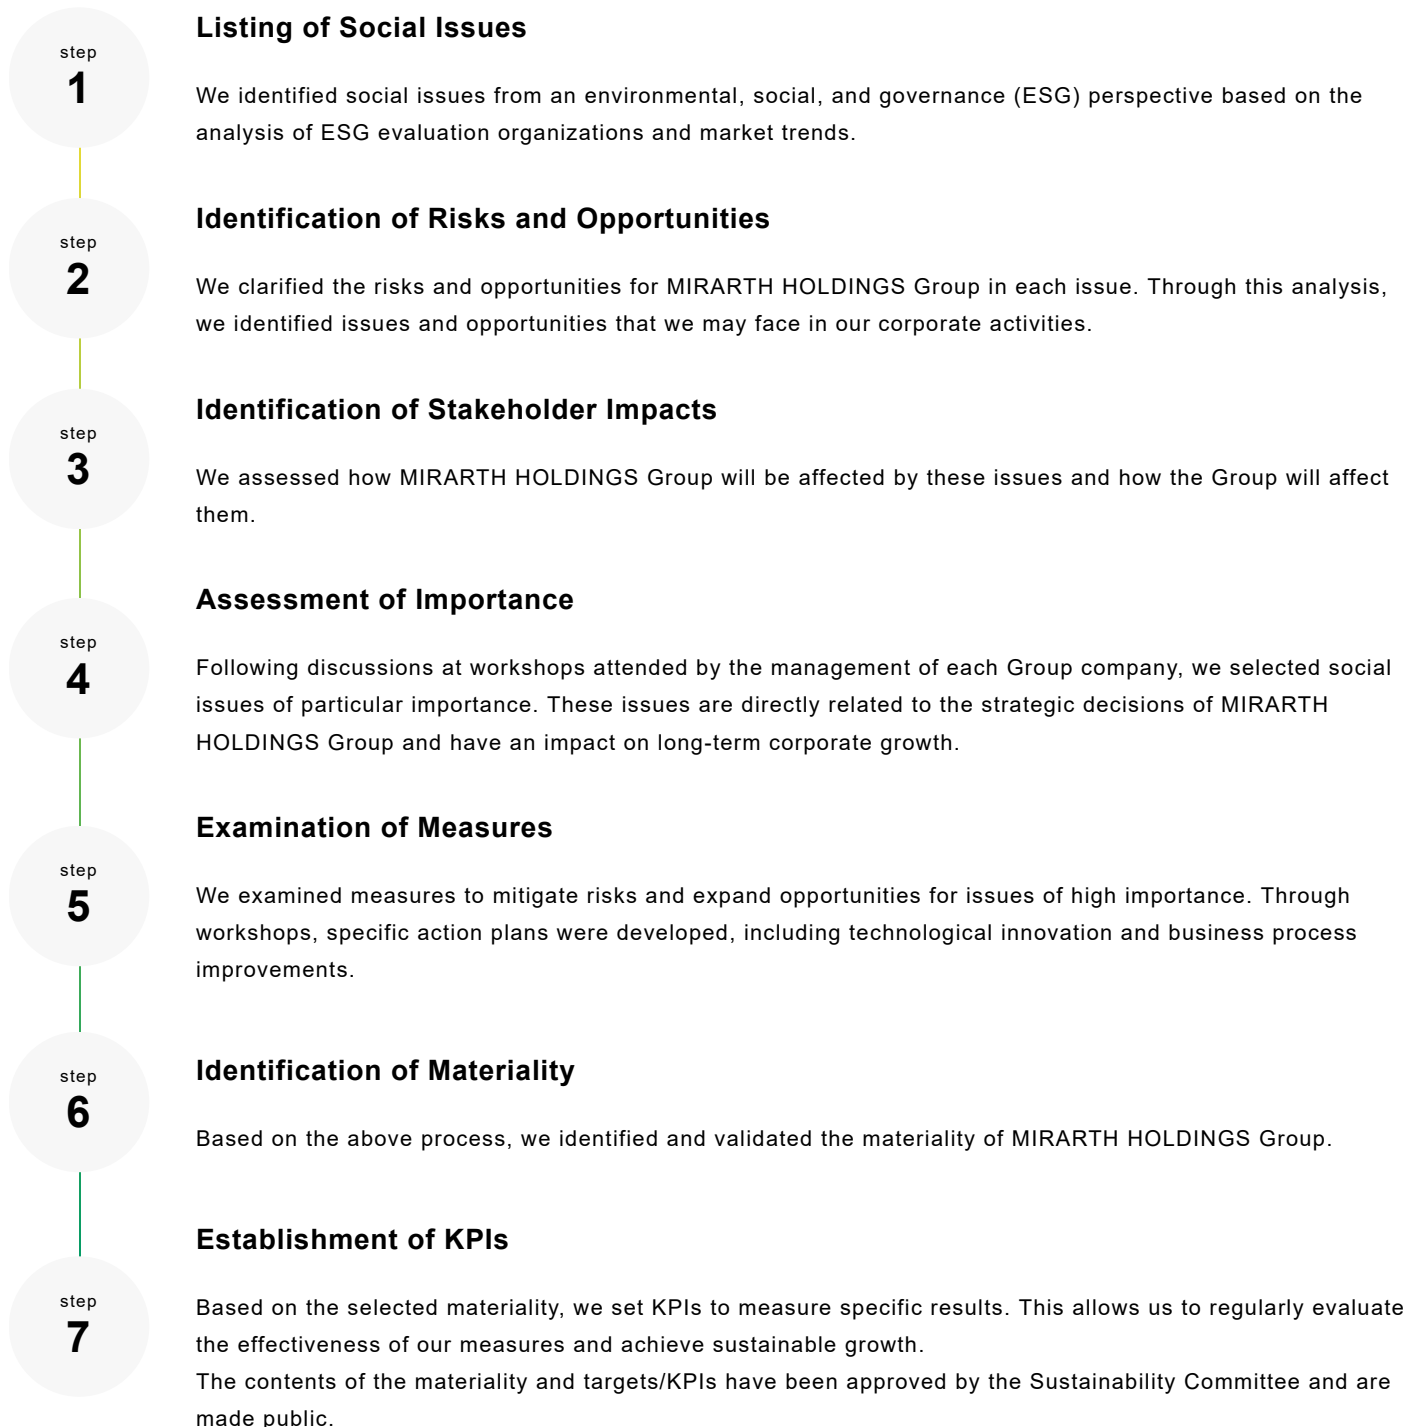 step
1
Listing of Social Issues
We identified social issues from an environmental, social, and governance (ESG) perspective based on the
analysis of ESG evaluation organizations and market trends.
step
2
Identification of Risks and Opportunities
We clarified the risks and opportunities for MIRARTH HOLDINGS Group in each issue. Through this analysis,
we identified issues and opportunities that we may face in our corporate activities.
step
3
Identification of Stakeholder Impacts
We assessed how MIRARTH HOLDINGS Group will be affected by these issues and how the Group will affect
them.
step
4
Assessment of Importance
Following discussions at workshops attended by the management of each Group company, we selected social
issues of particular importance. These issues are directly related to the strategic decisions of MIRARTH
HOLDINGS Group and have an impact on long-term corporate growth.
step
5
Examination of Measures
We examined measures to mitigate risks and expand opportunities for issues of high importance. Through
workshops, specific action plans were developed, including technological innovation and business process
improvements.
step
6
Identification of Materiality
Based on the above process, we identified and validated the materiality of MIRARTH HOLDINGS Group.
step
7
Establishment of KPIs
Based on the selected materiality, we set KPIs to measure specific results. This allows us to regularly evaluate
the effectiveness of our measures and achieve sustainable growth.
The contents of the materiality and targets/KPIs have been approved by the Sustainability Committee and are
made public.